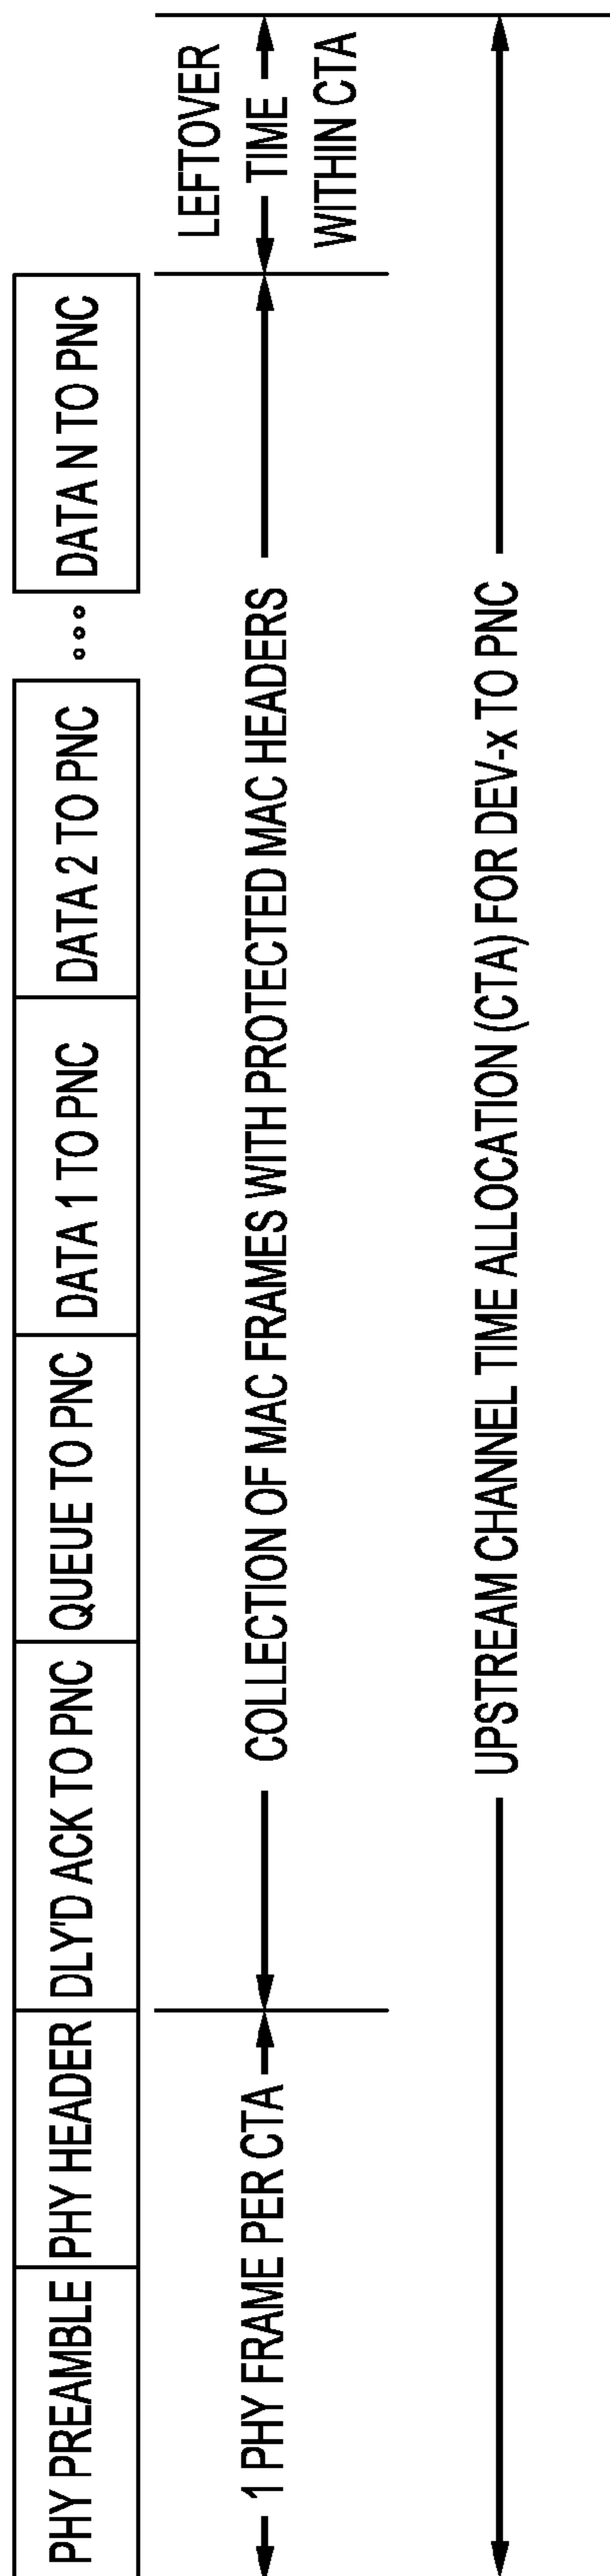 PHY PREAMBLE
PHY HEADER
DLY'D ACK TO PNC
QUEUE TO PNC
DATA 1 TO PNC
DATA 2 TO PNC
DATA N TO PNC
1 PHY FRAME PER CTA
COLLECTION OF MAC FRAMES WITH PROTECTED MAC HEADERS
LEFTOVER
TIME
WITHIN CTA
UPSTREAM CHANNEL TIME ALLOCATION (CTA) FOR DEV-x TO PNC